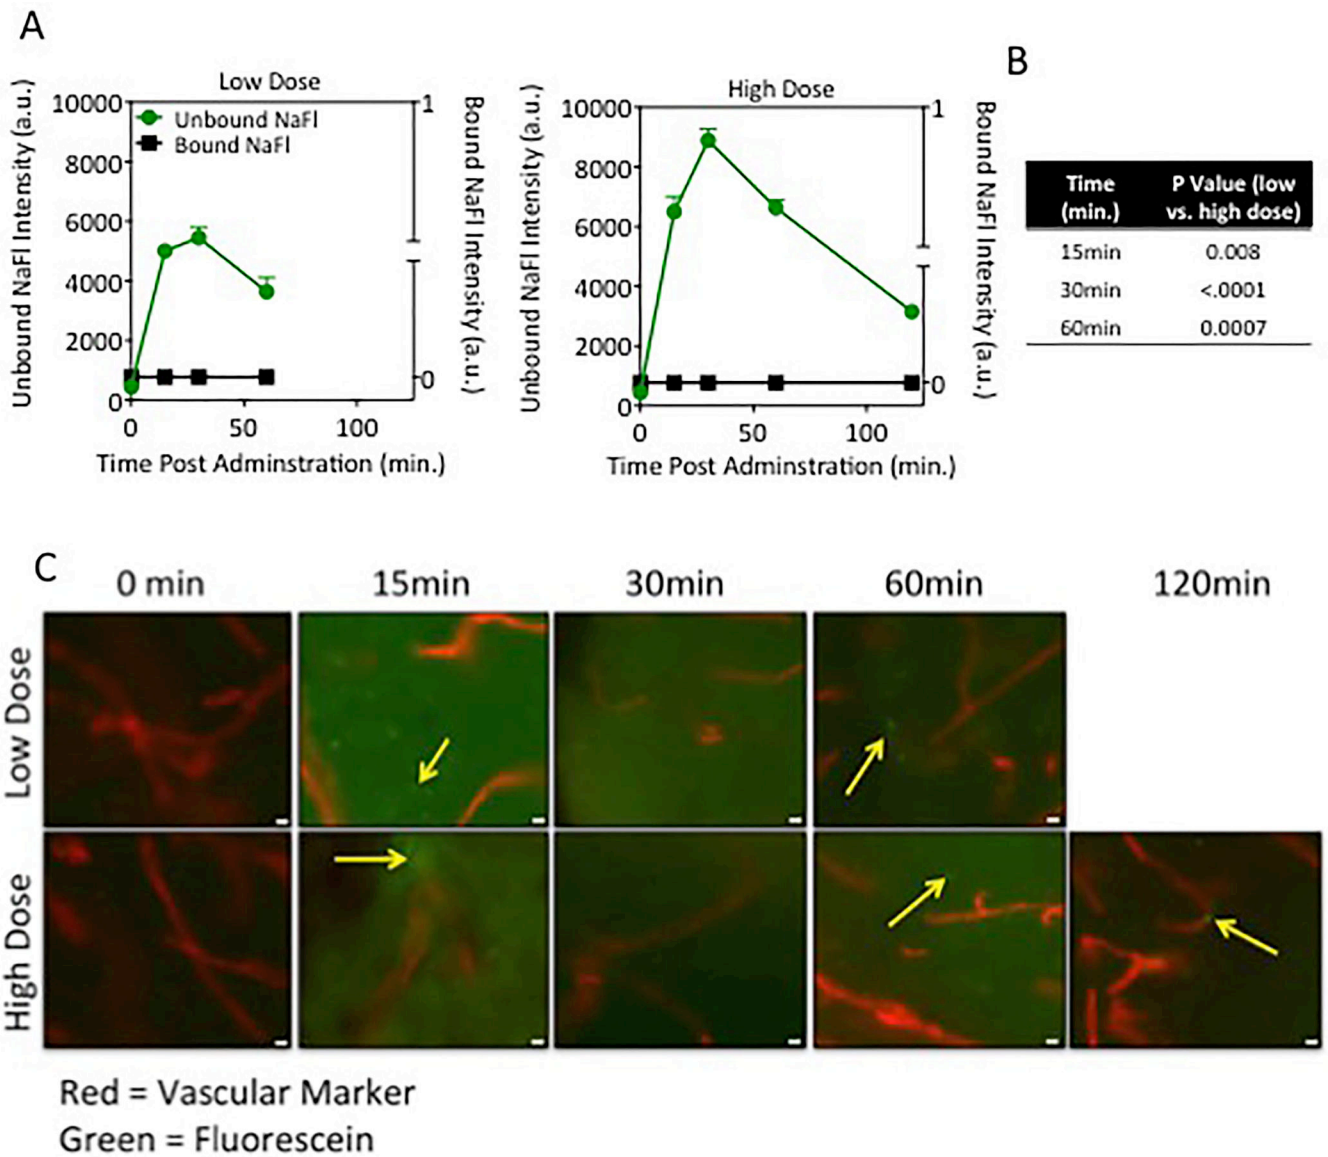 A
Low Dose
Unbound NaFl Intensity (a.u.)
10000
8000
6000
4000
2000
0
Unbound NaFl
Bound NaFl
1
0
Bound NaFl Intensity (a.u.)
0 50 100
Time Post Adminstration (min.)
High Dose
Unbound NaFl Intensity (a.u.)
10000
8000
6000
4000
2000
0
1
0
Bound NaFl Intensity (a.u.)
0 50 100
Time Post Adminstration (min.)
B
Time P Value (low
(min.) vs. high dose)
15min 0.008
30min <.0001
60min 0.0007
C
0 min 15min 30min 60min 120min
Low Dose
High Dose
Red = Vascular Marker
Green = Fluorescein